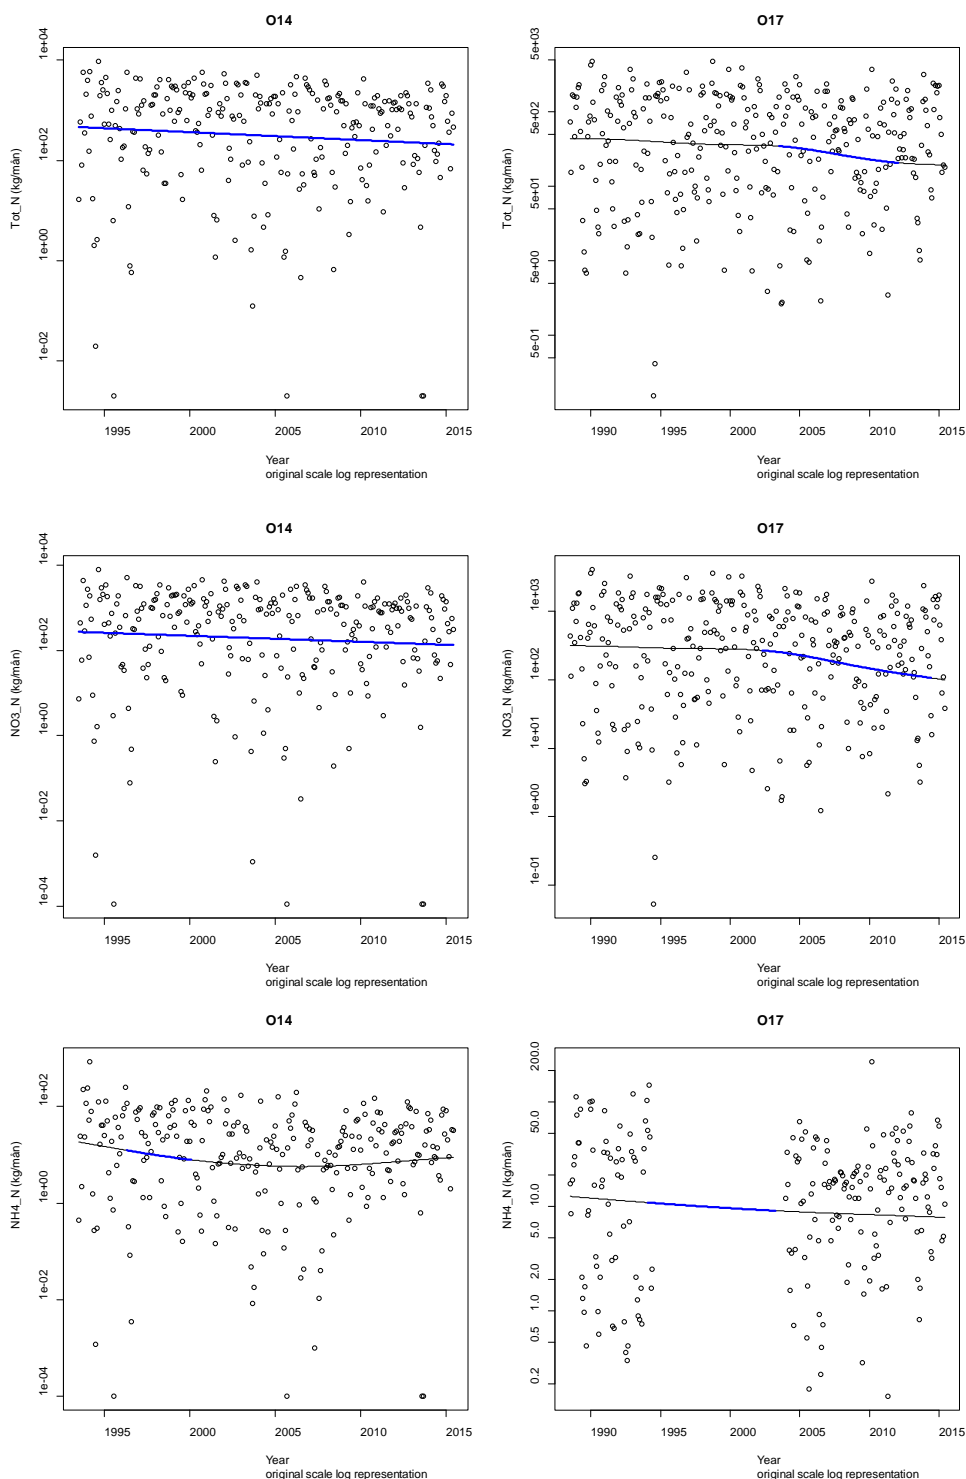 O14
Tot_N (kg/mån)
1e+04
1e+02
1e+00
1e-02
1995 2000 2005 2010 2015
Year
original scale log representation
O17
Tot_N (kg/mån)
5e+03
5e+02
5e+01
5e+00
5e-01
1990 1995 2000 2005 2010 2015
Year
original scale log representation
O14
NO3_N (kg/mån)
1e+04
1e+02
1e+00
1e-02
1e-04
1995 2000 2005 2010 2015
Year
original scale log representation
O17
NO3_N (kg/mån)
1e+03
1e+02
1e+01
1e+00
1e-01
1990 1995 2000 2005 2010 2015
Year
original scale log representation
O14
NH4_N (kg/mån)
1e+02
1e+00
1e-02
1e-04
1995 2000 2005 2010 2015
Year
original scale log representation
O17
NH4_N (kg/mån)
200.0
50.0
10.0
5.0
2.0
1.0
0.5
0.2
1990 1995 2000 2005 2010 2015
Year
original scale log representation